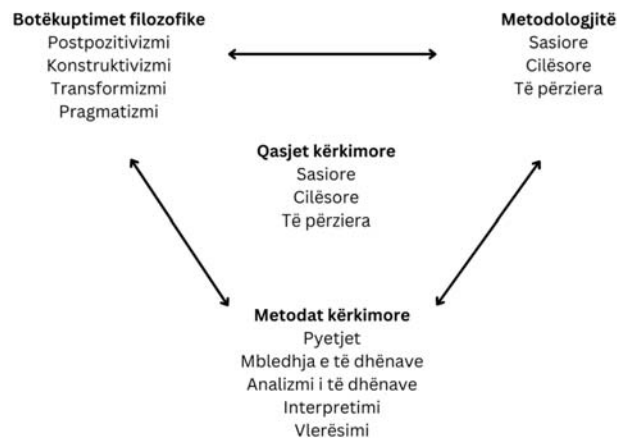 Botëkuptimet filozofike
Postpozitivizmi
Konstruktivizmi
Transformizmi
Pragmatizmi
Metodologjitë
Sasiore
Cilësore
Të përziera
Qasjet kërkimore
Sasiore
Cilësore
Të përziera
Metodat kërkimore
Pyetjet
Mbledhja e të dhënave
Analizmi i të dhënave
Interpretimi
Vlerësimi